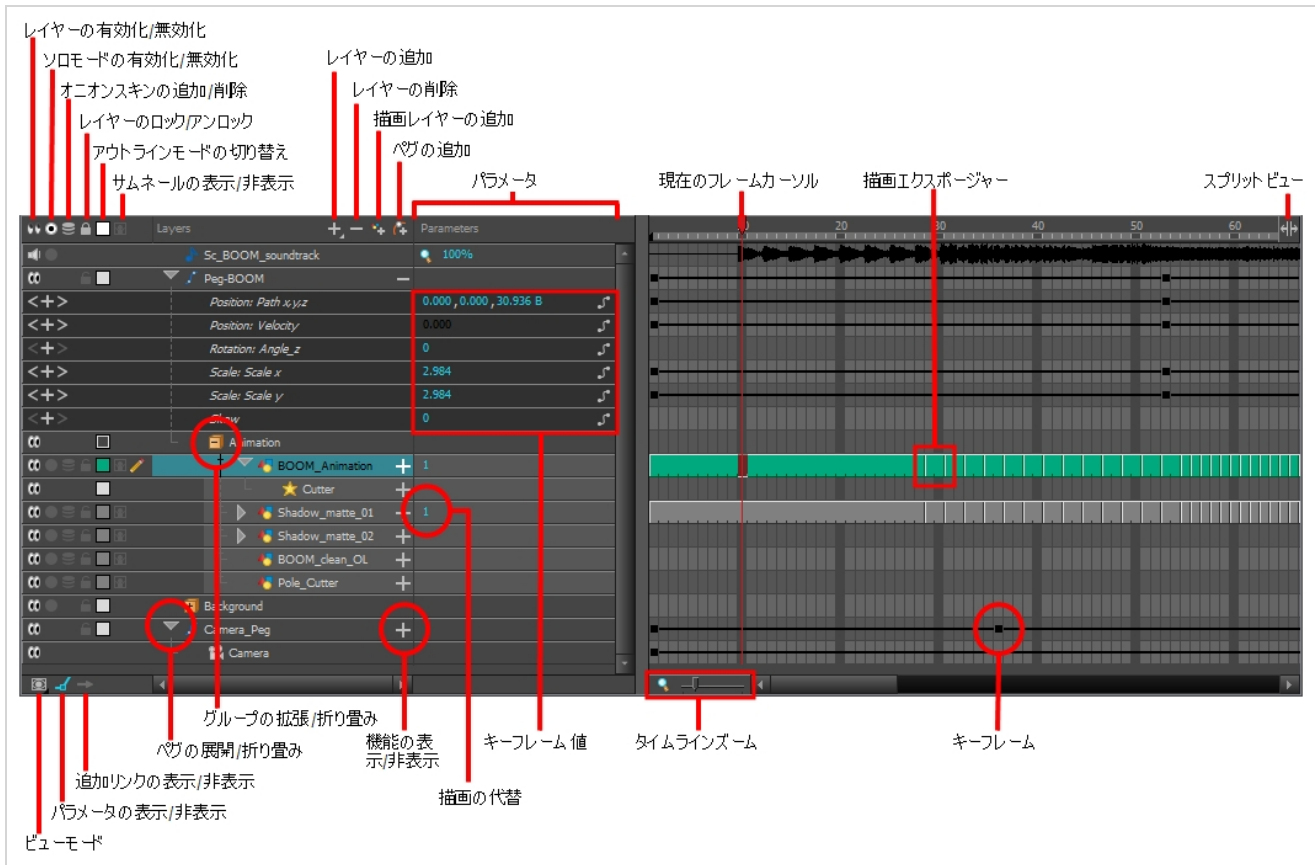 レイヤーの有効化/無効化
ソロモードの有効化/無効化
オニオンスキンの追加/削除
レイヤーのロック/アンロック
アウトラインモードの切り替え
サムネールの表示/非表示
レイヤーの追加
レイヤーの削除
描画レイヤーの追加
ペグの追加
パラメータ
現在のフレームカーソル
描画エクスポージャー
スプリットビュー
Layers
Parameters
10 20 30 40 50 60
Sc_BOOM_soundtrack
100%
Peg-BOOM
Position: Path x,y,z
0.000 , 0.000 , 30.936 B
Position: Velocity
0.000
Rotation: Angle_z
0
Scale: Scale x
2.984
Scale: Scale y
2.984
Skew
0
Animation
BOOM_Animation
1
Cutter
Shadow_matte_01
1
Shadow_matte_02
BOOM_clean_OL
Pole_Cutter
Background
Camera_Peg
Camera
グループの拡張/折り畳み
ペグの展開/折り畳み
機能の表
示/非表示
キーフレーム値
タイムラインズーム
キーフレーム
追加リンクの表示/非表示
描画の代替
パラメータの表示/非表示
ビューモード